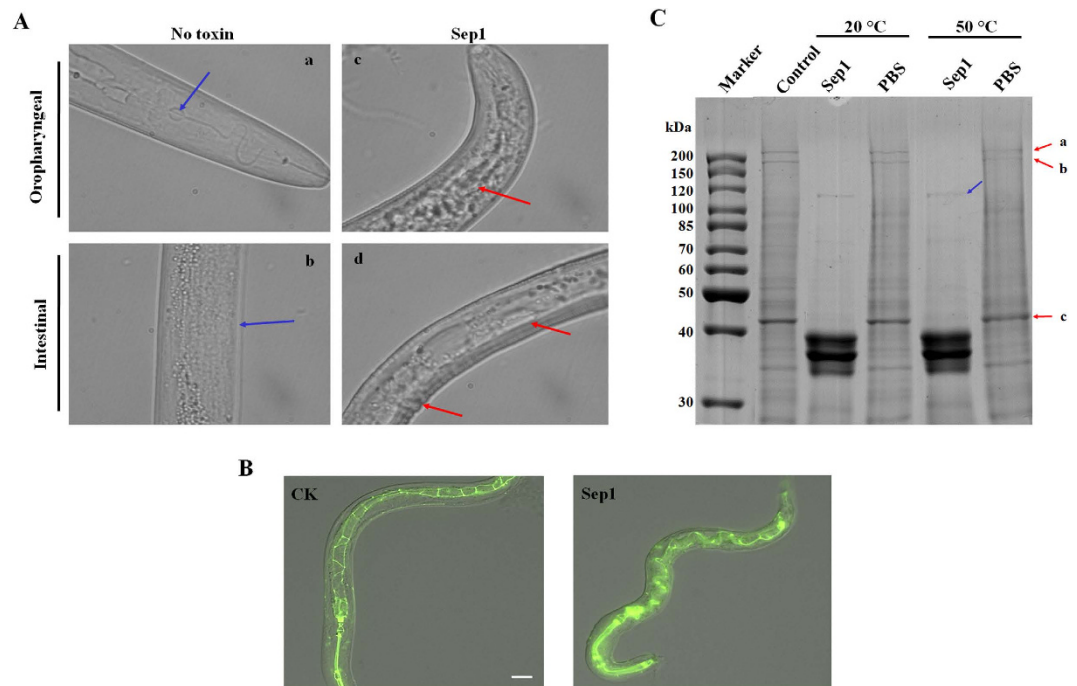 A
No toxin
Sep1
Oropharyngeal
a
c
Intestinal
b
d
B
CK
Sep1
C
20 °C
50 °C
Marker
Control
Sep1
PBS
Sep1
PBS
kDa
200
150
120
100
85
70
60
50
40
30
a
b
c